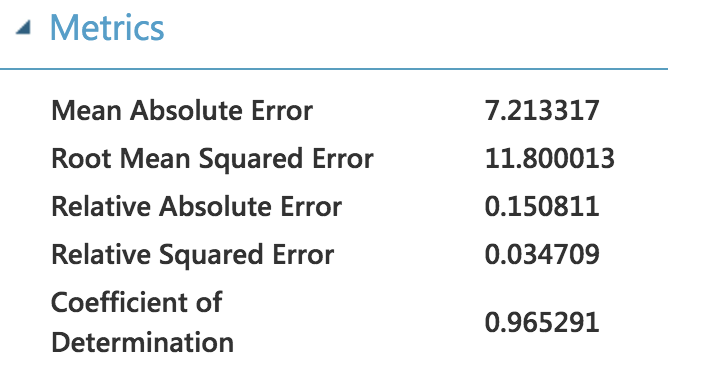 Metrics
Mean Absolute Error 7.213317
Root Mean Squared Error 11.800013
Relative Absolute Error 0.150811
Relative Squared Error 0.034709
Coefficient of
Determination 0.965291